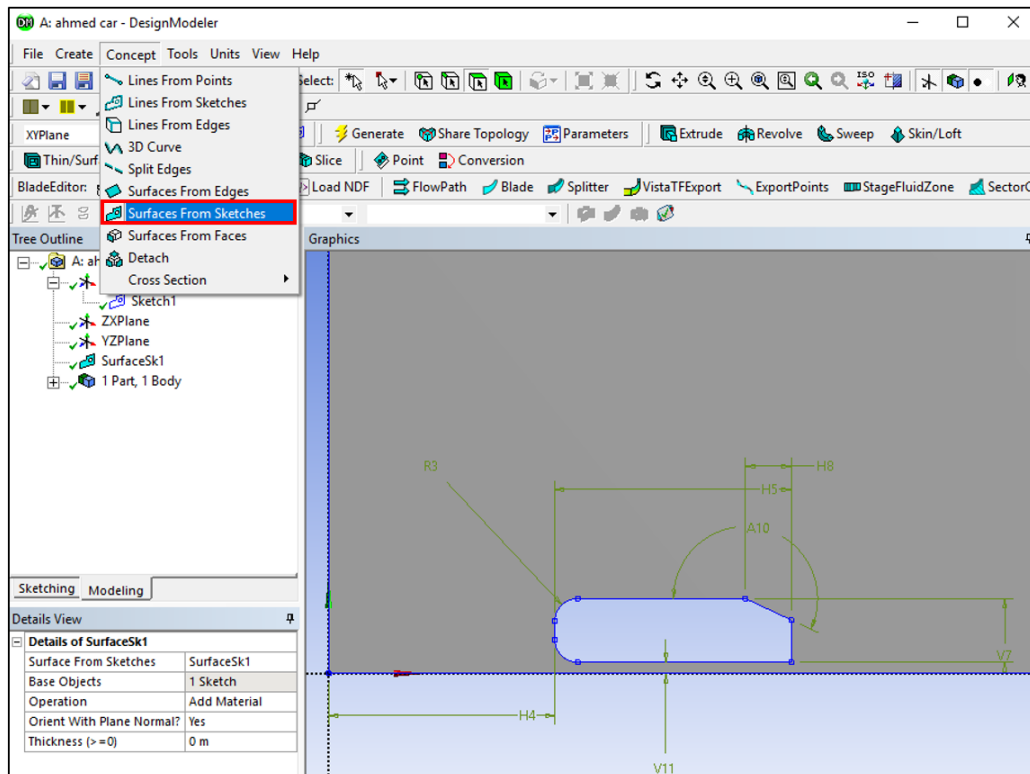 A: ahmed car - DesignModeler
File Create Concept Tools Units View Help
Select:
ISO
XYPlane
Generate Share Topology Parameters Extrude Revolve Sweep Skin/Loft
Thin/Surf Slice Point Conversion
BladeEditor: Load NDF FlowPath Blade Splitter VistaTFExport ExportPoints StageFluidZone SectorC
Lines From Points
Lines From Sketches
Lines From Edges
3D Curve
Split Edges
Surfaces From Edges
Surfaces From Sketches
Surfaces From Faces
Detach
Cross Section
Tree Outline
A: ah
Sketch1
ZXPlane
YZPlane
SurfaceSk1
1 Part, 1 Body
Sketching Modeling
Details View
Details of SurfaceSk1
Surface From Sketches SurfaceSk1
Base Objects 1 Sketch
Operation Add Material
Orient With Plane Normal? Yes
Thickness (>=0) 0 m
Graphics
R3
H8
H5
A10
V7
H4
V11